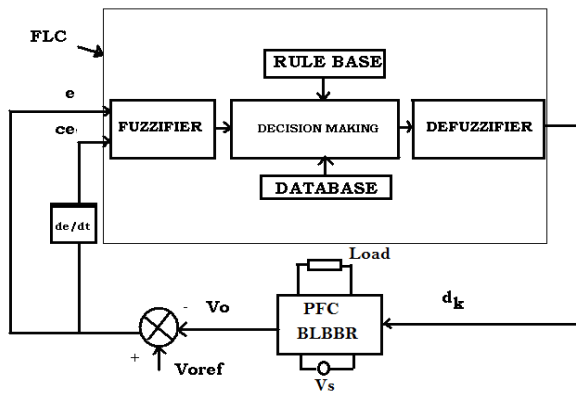 FLC
RULE BASE
e
ce
FUZZIFIER
DECISION MAKING
DEFUZZIFIER
DATABASE
de/dt
Load
PFC
BLBBR
dk
Vo
-
+
Voref
Vs